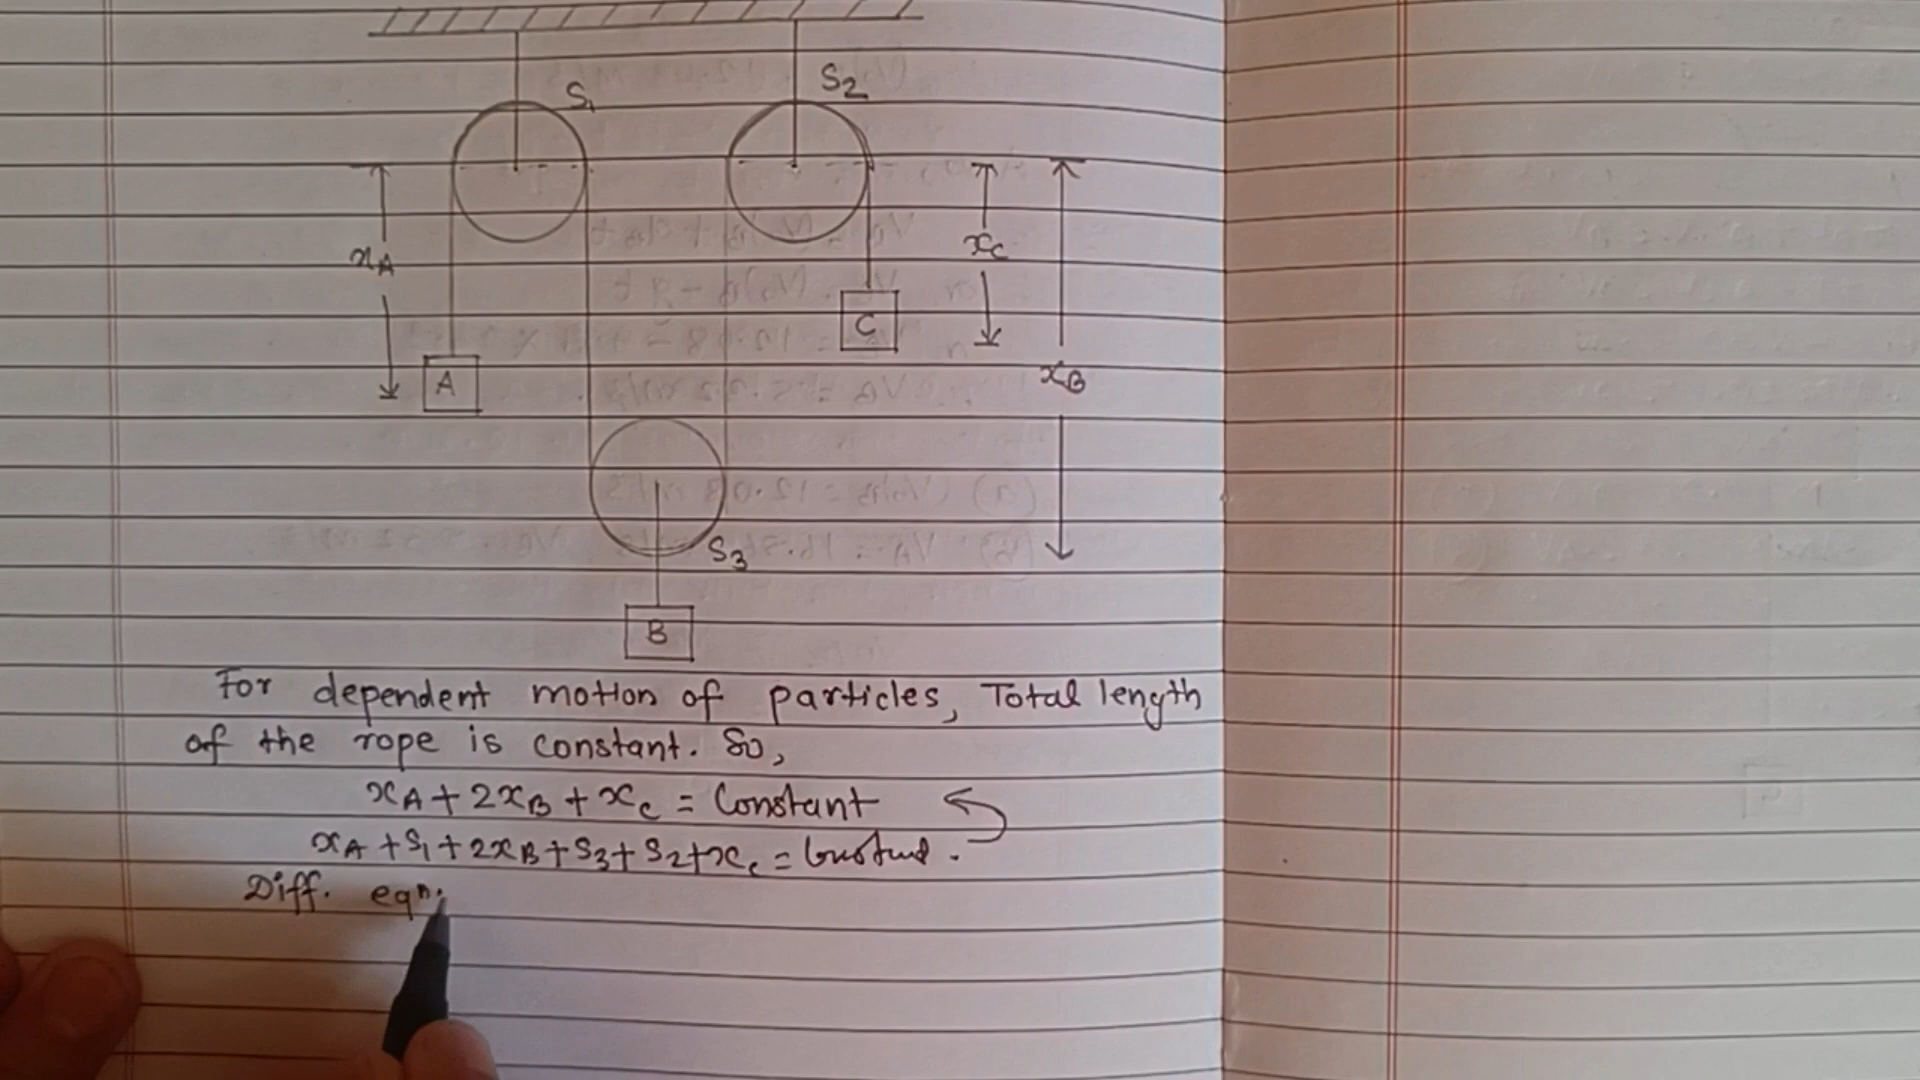 S₁
S₂
xA
xC
C
xB
A
S₃
B
For dependent motion of particles, Total length
of the rope is constant. So,
xA + 2xB + xC = Constant
xA + S₁ + 2xB + S₃ + S₂ + xC =
Diff. eqⁿ.